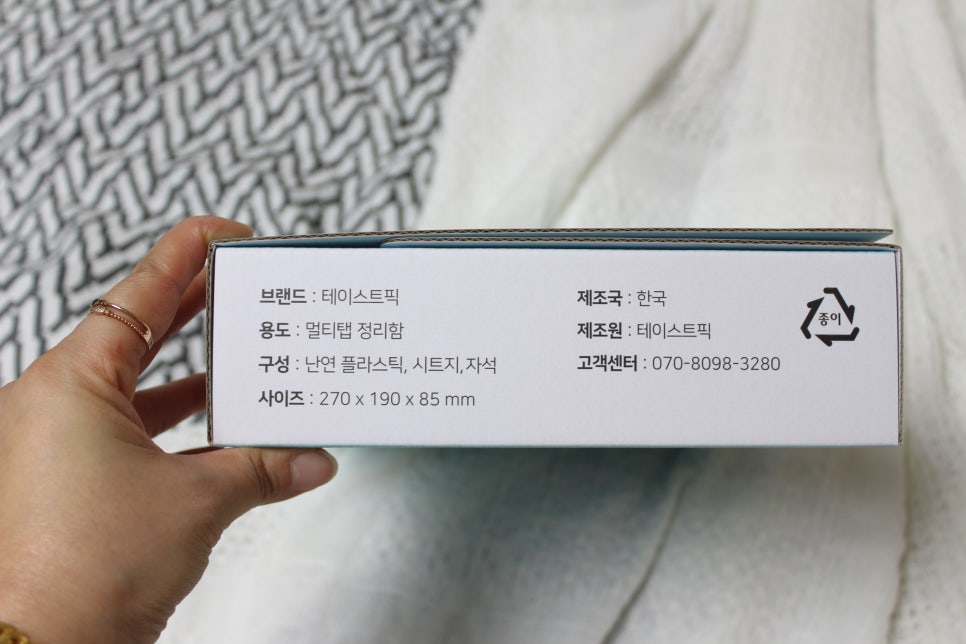 브랜드 : 테이스트픽
용도 : 멀티탭 정리함
구성 : 난연 플라스틱, 시트지,자석
사이즈 : 270 x 190 x 85 mm
제조국 : 한국
제조원 : 테이스트픽
고객센터 : 070-8098-3280
종이